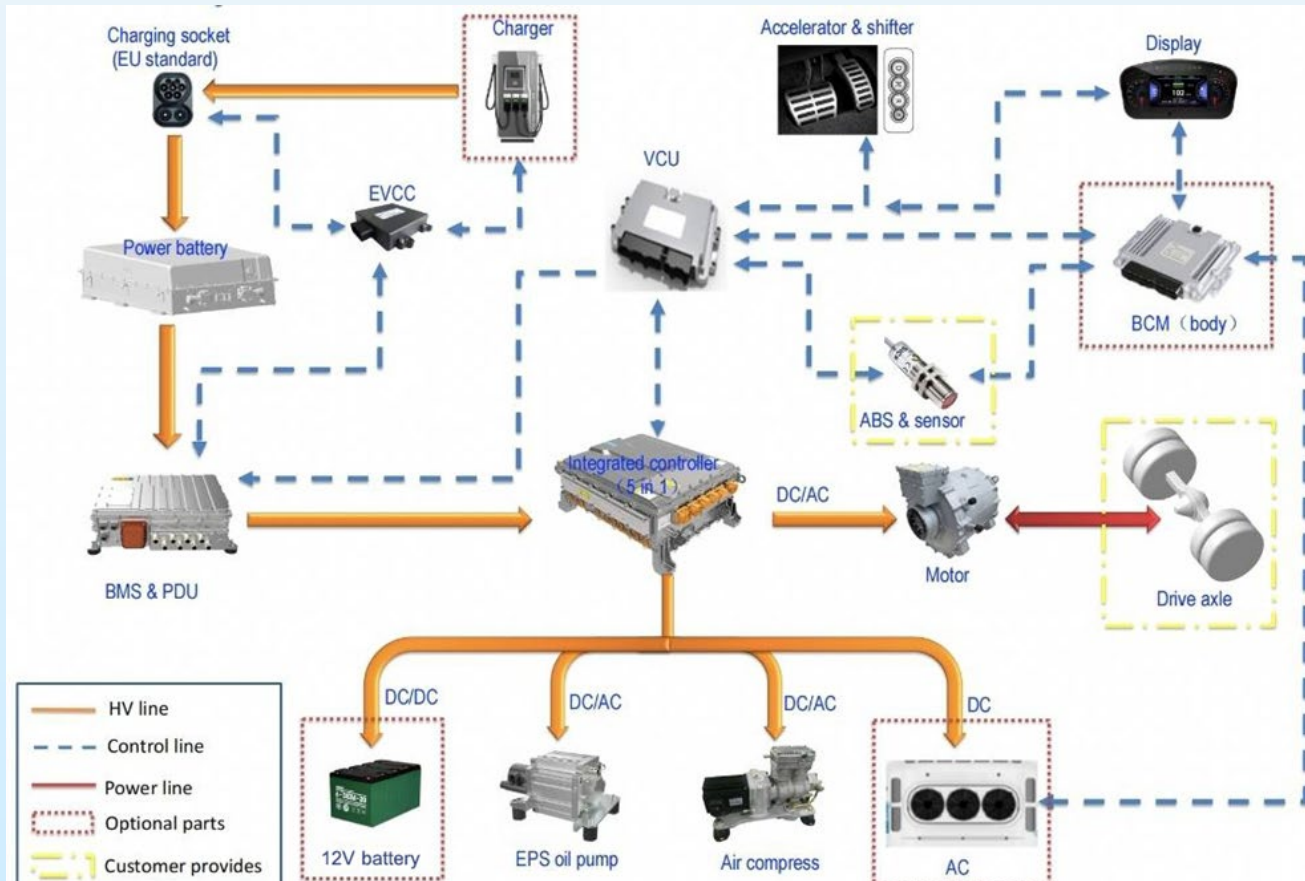 Charging socket
(EU standard)
Charger
Accelerator & shifter
Display
VCU
EVCC
Power battery
BCM（body）
ABS & sensor
Integrated controller
（5 in 1）
DC/AC
BMS & PDU
Motor
Drive axle
DC/DC
DC/AC
DC/AC
DC
HV line
Control line
Power line
Optional parts
Customer provides
12V battery
EPS oil pump
Air compress
AC